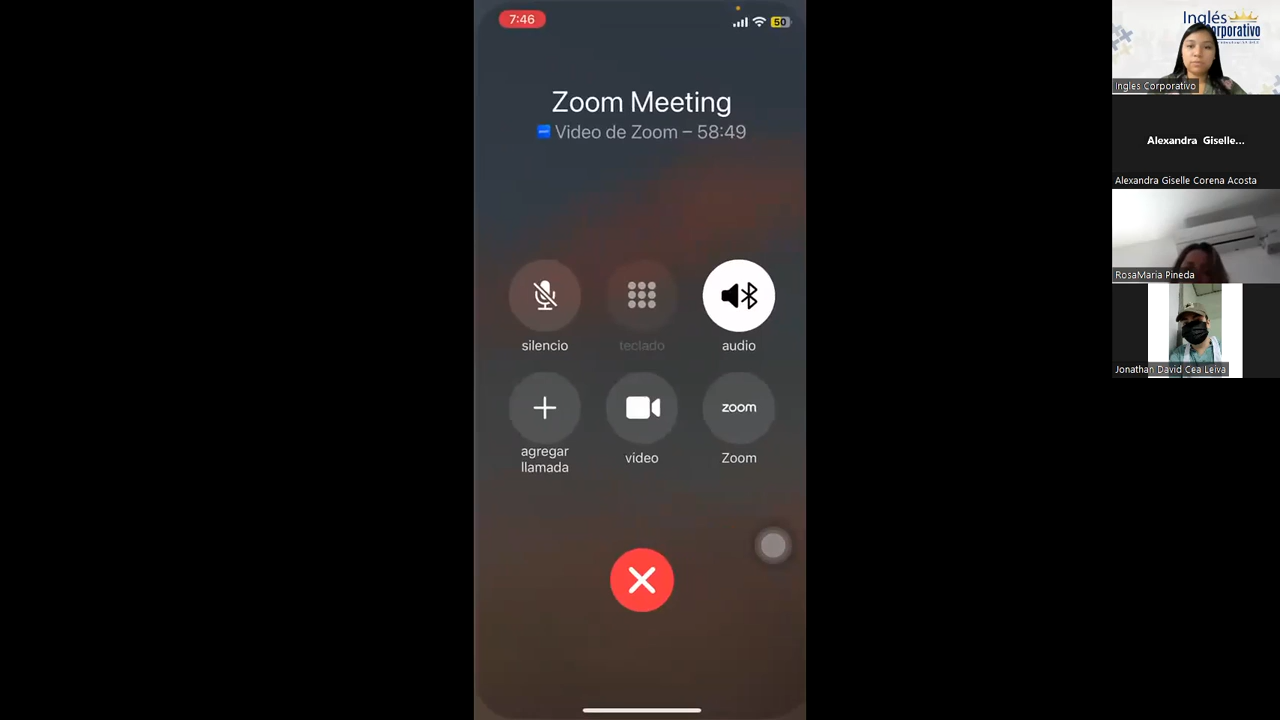 7:46
50
Zoom Meeting
Video de Zoom – 58:49
silencio
teclado
audio
agregar
llamada
video
zoom
Zoom
Inglés
Corporativo
Ingles Corporativo
Alexandra Giselle...
Alexandra Giselle Corena Acosta
RosaMaria Pineda
Jonathan David Cea Leiva